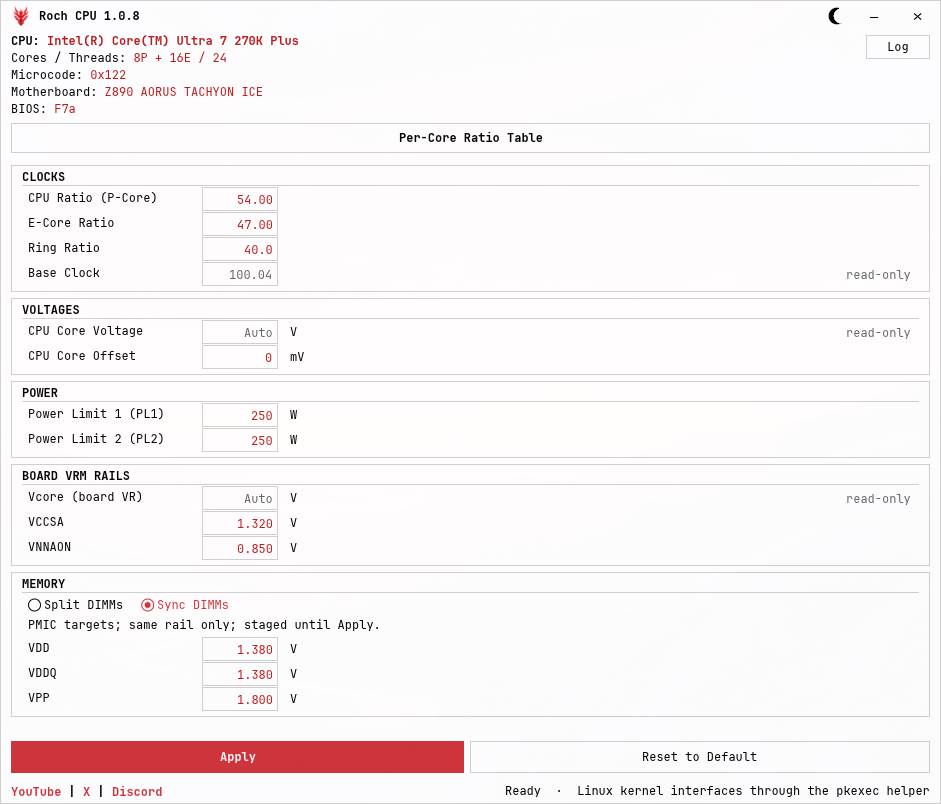 Roch CPU 1.0.8
CPU: Intel(R) Core(TM) Ultra 7 270K Plus
Log
Cores / Threads: 8P + 16E / 24
Microcode: 0x122
Motherboard: Z890 AORUS TACHYON ICE
BIOS: F7a
Per-Core Ratio Table
CLOCKS
CPU Ratio (P-Core) 54.00
E-Core Ratio 47.00
Ring Ratio 40.0
Base Clock 100.04 read-only
VOLTAGES
CPU Core Voltage Auto V read-only
CPU Core Offset 0 mV
POWER
Power Limit 1 (PL1) 250 W
Power Limit 2 (PL2) 250 W
BOARD VRM RAILS
Vcore (board VR) Auto V read-only
VCCSA 1.320 V
VNNAON 0.850 V
MEMORY
Split DIMMs Sync DIMMs
PMIC targets; same rail only; staged until Apply.
VDD 1.380 V
VDDQ 1.380 V
VPP 1.800 V
Apply Reset to Default
YouTube | X | Discord Ready · Linux kernel interfaces through the pkexec helper